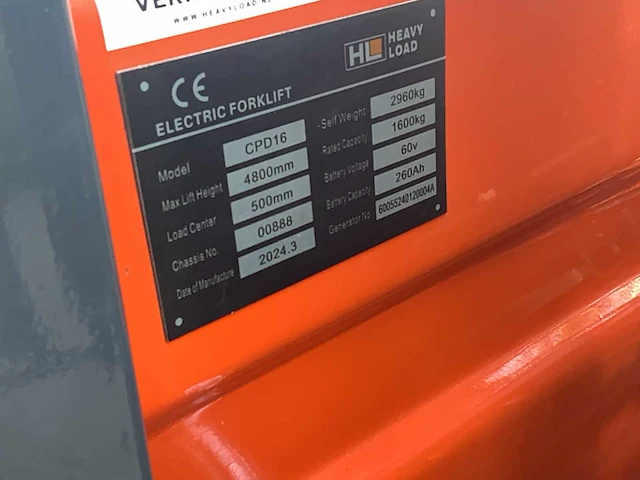 WWW.HEAVYLOAD.
CE
HL HEAVY LOAD
ELECTRIC FORKLIFT
Model CPD16
Max Lift Height 4800mm
Load Center 500mm
Chassis No. 00888
Date of Manufacture 2024.3
Self Weight 2960kg
Rated Capacity 1600kg
Battery Voltage 60v
Battery Capacity 260Ah
Generator No 60055240120004A